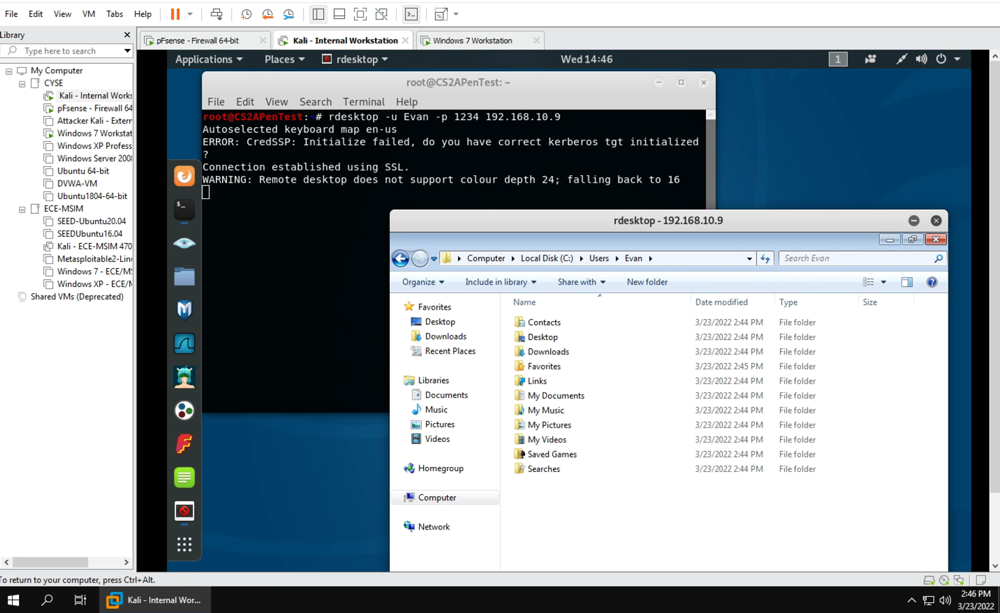 File Edit View VM Tabs Help
Library
Type here to search
My Computer
CYSE
Kali - Internal Works
pFsense - Firewall 64
Attacker Kali - Extern
Windows 7 Workstat
Windows XP Profess
Windows Server 2008
Ubuntu 64-bit
DVWA-VM
Ubuntu1804-64-bit
ECE-MSIM
SEED-Ubuntu20.04
SEEDUbuntu16.04
Kali - ECE-MSIM 470
Metasploitable2-Linu
Windows 7 - ECE/MS
Windows XP - ECE/M
Shared VMs (Deprecated)
pFsense - Firewall 64-bit
Kali - Internal Workstation
Windows 7 Workstation
Applications Places rdesktop Wed 14:46 1
root@CS2APenTest: ~
File Edit View Search Terminal Help
root@CS2APenTest:~# rdesktop -u Evan -p 1234 192.168.10.9
Autoselected keyboard map en-us
ERROR: CredSSP: Initialize failed, do you have correct kerberos tgt initialized
?
Connection established using SSL.
WARNING: Remote desktop does not support colour depth 24; falling back to 16
rdesktop - 192.168.10.9
Computer Local Disk (C:) Users Evan
Search Evan
Organize Include in library Share with New folder
Favorites
Desktop
Downloads
Recent Places
Libraries
Documents
Music
Pictures
Videos
Homegroup
Computer
Network
Name Date modified Type Size
Contacts 3/23/2022 2:44 PM File folder
Desktop 3/23/2022 2:44 PM File folder
Downloads 3/23/2022 2:44 PM File folder
Favorites 3/23/2022 2:45 PM File folder
Links 3/23/2022 2:44 PM File folder
My Documents 3/23/2022 2:44 PM File folder
My Music 3/23/2022 2:44 PM File folder
My Pictures 3/23/2022 2:44 PM File folder
My Videos 3/23/2022 2:44 PM File folder
Saved Games 3/23/2022 2:44 PM File folder
Searches 3/23/2022 2:44 PM File folder
To return to your computer, press Ctrl+Alt.
Kali - Internal Wor...
2:46 PM
3/23/2022